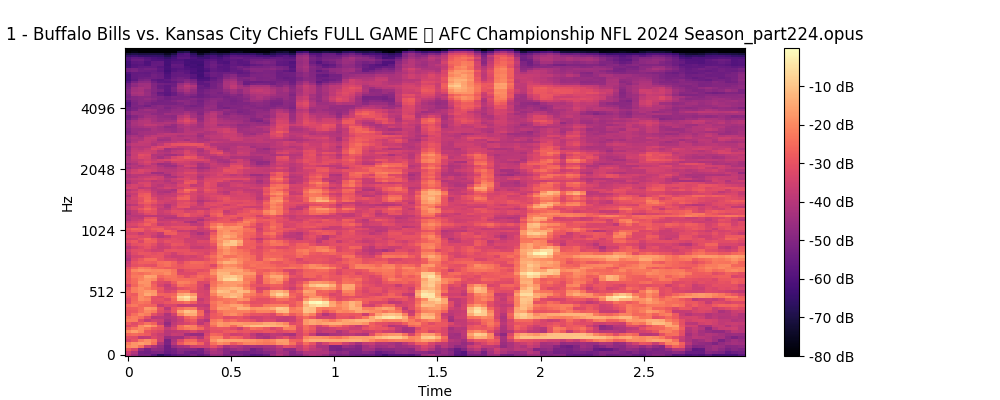 1 - Buffalo Bills vs. Kansas City Chiefs FULL GAME ▯ AFC Championship NFL 2024 Season_part224.opus
Hz
4096
2048
1024
512
0
0 0.5 1 1.5 2 2.5
Time
-10 dB
-20 dB
-30 dB
-40 dB
-50 dB
-60 dB
-70 dB
-80 dB